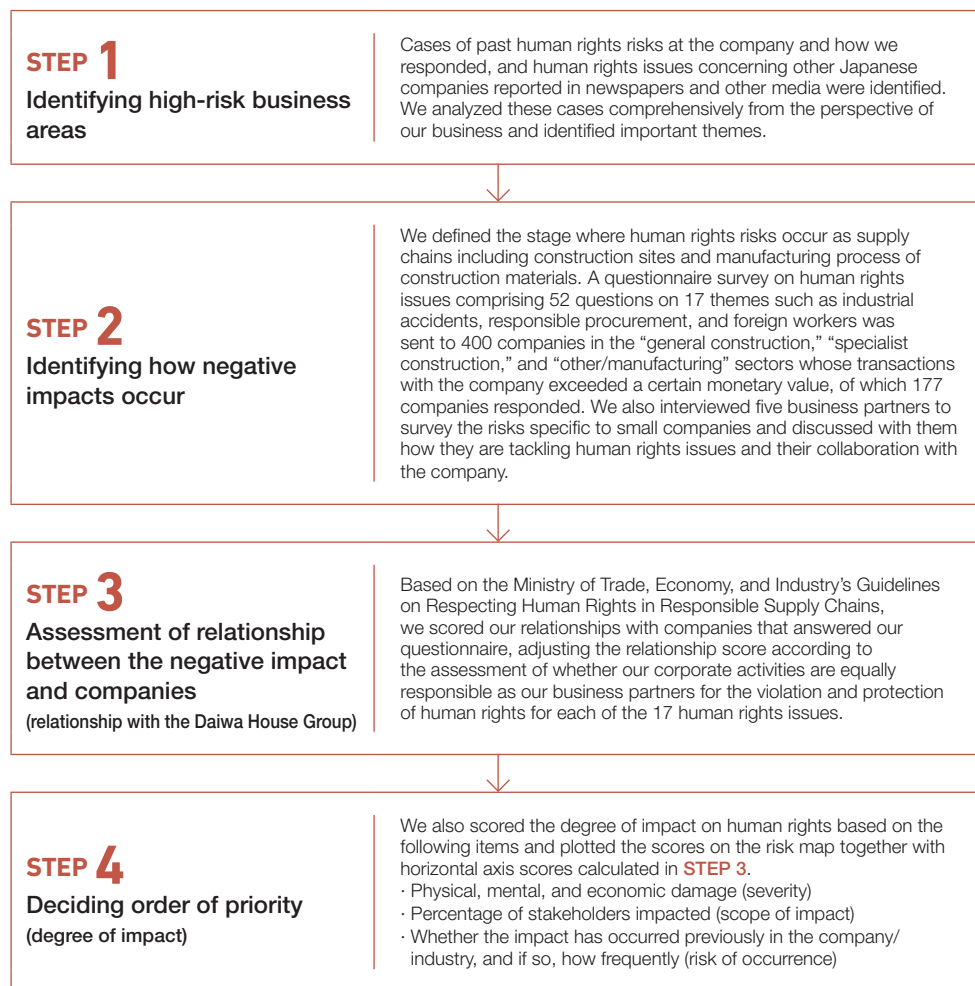 STEP 1
Identifying high-risk business
areas
Cases of past human rights risks at the company and how we
responded, and human rights issues concerning other Japanese
companies reported in newspapers and other media were identified.
We analyzed these cases comprehensively from the perspective of
our business and identified important themes.
STEP 2
Identifying how negative
impacts occur
We defined the stage where human rights risks occur as supply
chains including construction sites and manufacturing process of
construction materials. A questionnaire survey on human rights
issues comprising 52 questions on 17 themes such as industrial
accidents, responsible procurement, and foreign workers was
sent to 400 companies in the “general construction,” “specialist
construction,” and “other/manufacturing” sectors whose transactions
with the company exceeded a certain monetary value, of which 177
companies responded. We also interviewed five business partners to
survey the risks specific to small companies and discussed with them
how they are tackling human rights issues and their collaboration with
the company.
STEP 3
Assessment of relationship
between the negative impact
and companies
(relationship with the Daiwa House Group)
Based on the Ministry of Trade, Economy, and Industry’s Guidelines
on Respecting Human Rights in Responsible Supply Chains,
we scored our relationships with companies that answered our
questionnaire, adjusting the relationship score according to
the assessment of whether our corporate activities are equally
responsible as our business partners for the violation and protection
of human rights for each of the 17 human rights issues.
STEP 4
Deciding order of priority
(degree of impact)
We also scored the degree of impact on human rights based on the
following items and plotted the scores on the risk map together with
horizontal axis scores calculated in STEP 3.
· Physical, mental, and economic damage (severity)
· Percentage of stakeholders impacted (scope of impact)
· Whether the impact has occurred previously in the company/
industry, and if so, how frequently (risk of occurrence)